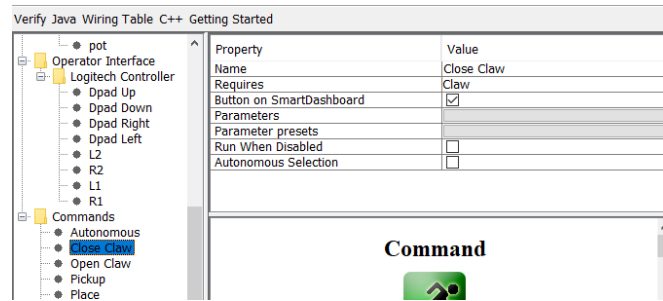 Verify Java Wiring Table C++ Getting Started
pot
Operator Interface
Logitech Controller
Dpad Up
Dpad Down
Dpad Right
Dpad Left
L2
R2
L1
R1
Commands
Autonomous
Close Claw
Open Claw
Pickup
Place
Property Value
Name Close Claw
Requires Claw
Button on SmartDashboard
Parameters
Parameter presets
Run When Disabled
Autonomous Selection
Command